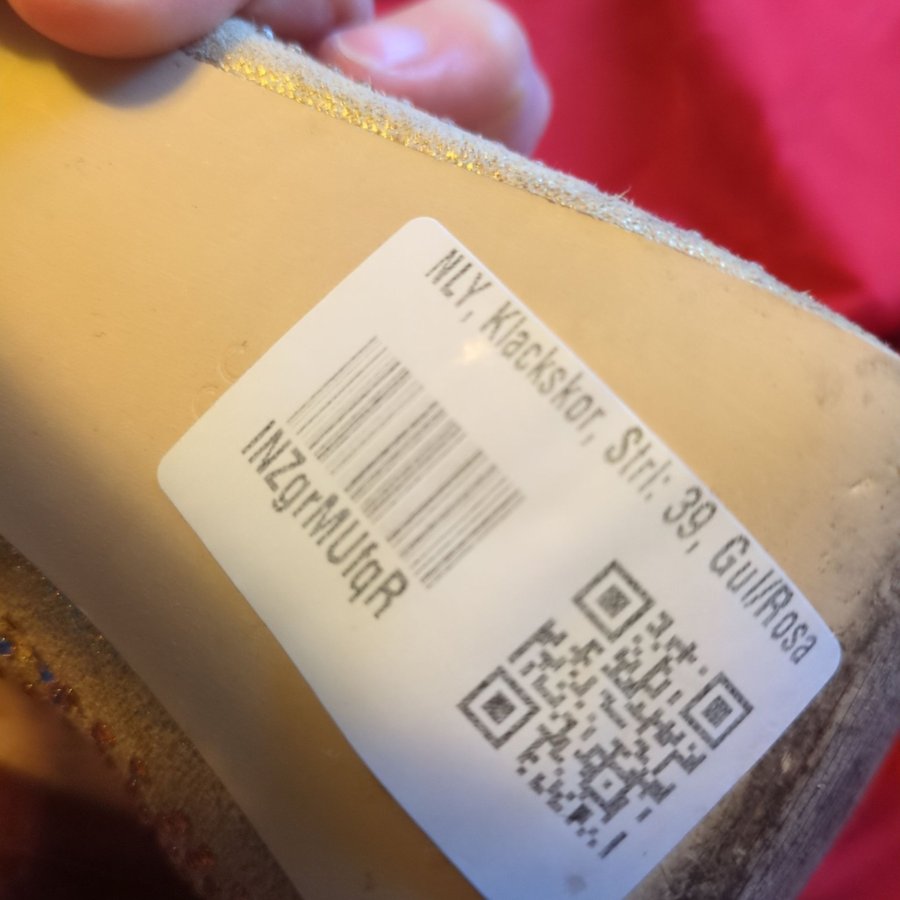 NLY, Klackskor, Strl: 39, Gul/Rosa
INZgrMUfqR